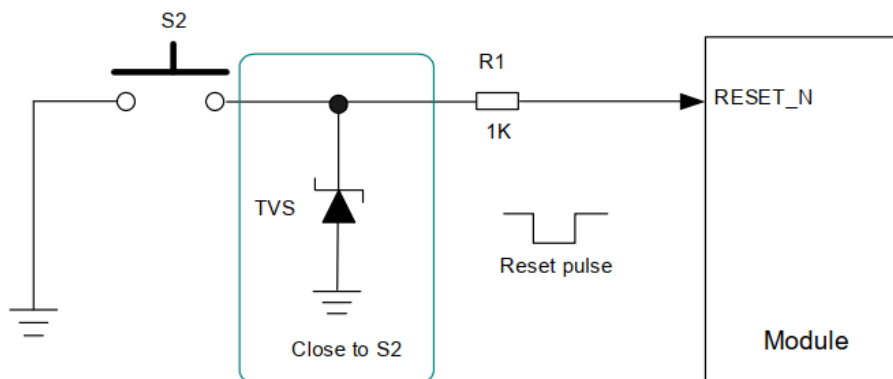 S2
R1
RESET_N
1K
TVS
Reset pulse
Close to S2
Module